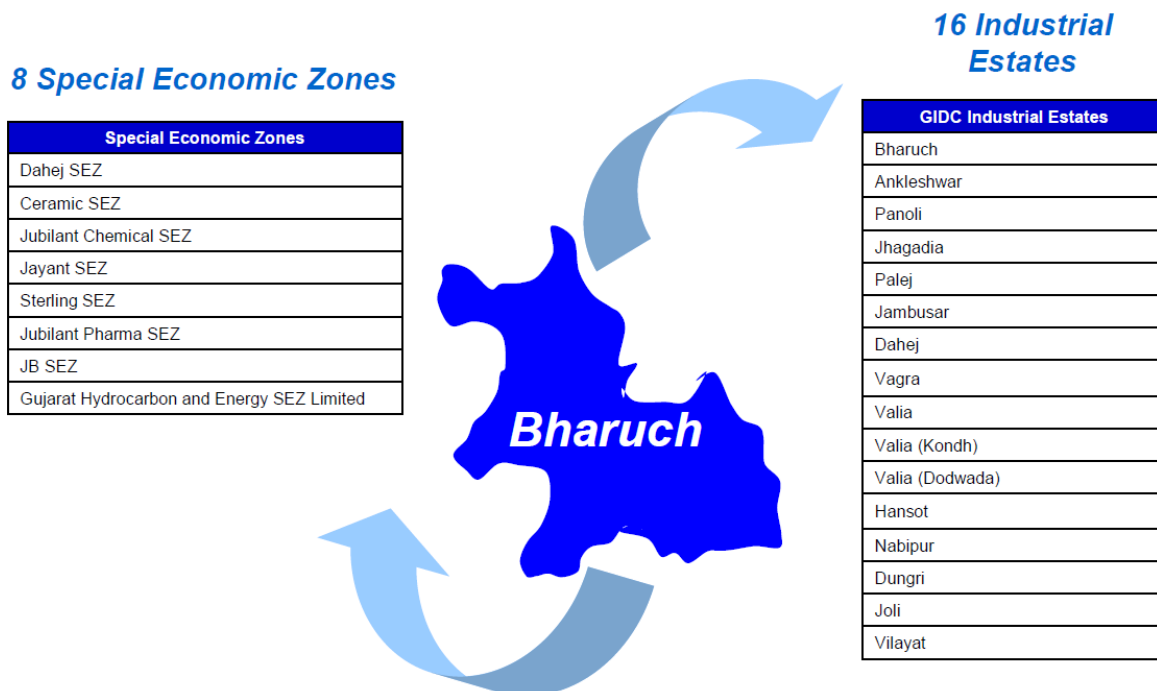 8 Special Economic Zones
Special Economic Zones
Dahej SEZ
Ceramic SEZ
Jubilant Chemical SEZ
Jayant SEZ
Sterling SEZ
Jubilant Pharma SEZ
JB SEZ
Gujarat Hydrocarbon and Energy SEZ Limited
Bharuch
16 Industrial
Estates
GIDC Industrial Estates
Bharuch
Ankleshwar
Panoli
Jhagadia
Palej
Jambusar
Dahej
Vagra
Valia
Valia (Kondh)
Valia (Dodwada)
Hansot
Nabipur
Dungri
Joli
Vilayat